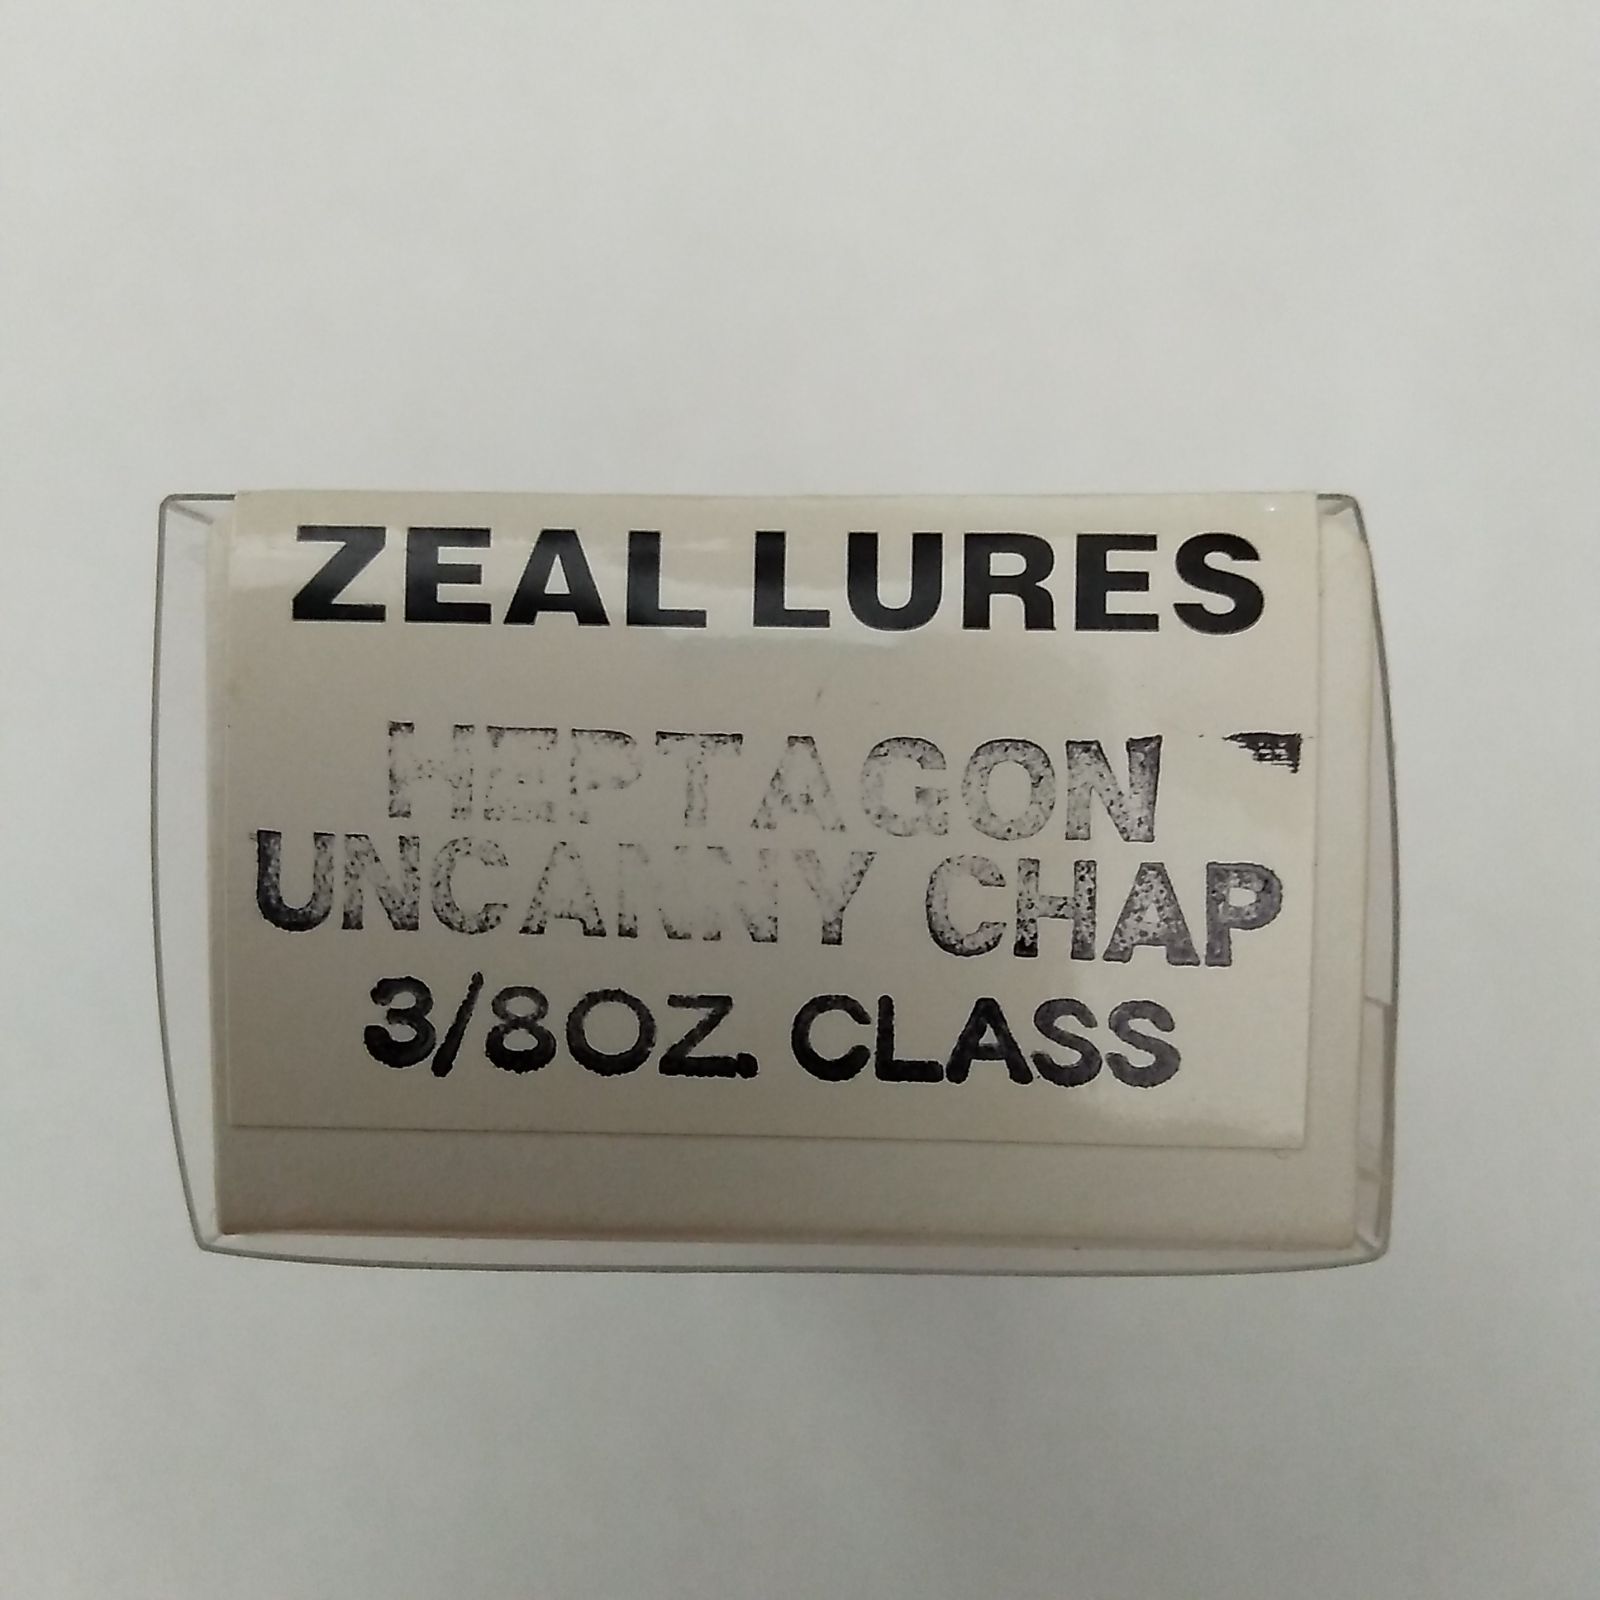 ZEAL LURES
HEPTAGON
UNCANNY CHAP
3/8OZ. CLASS